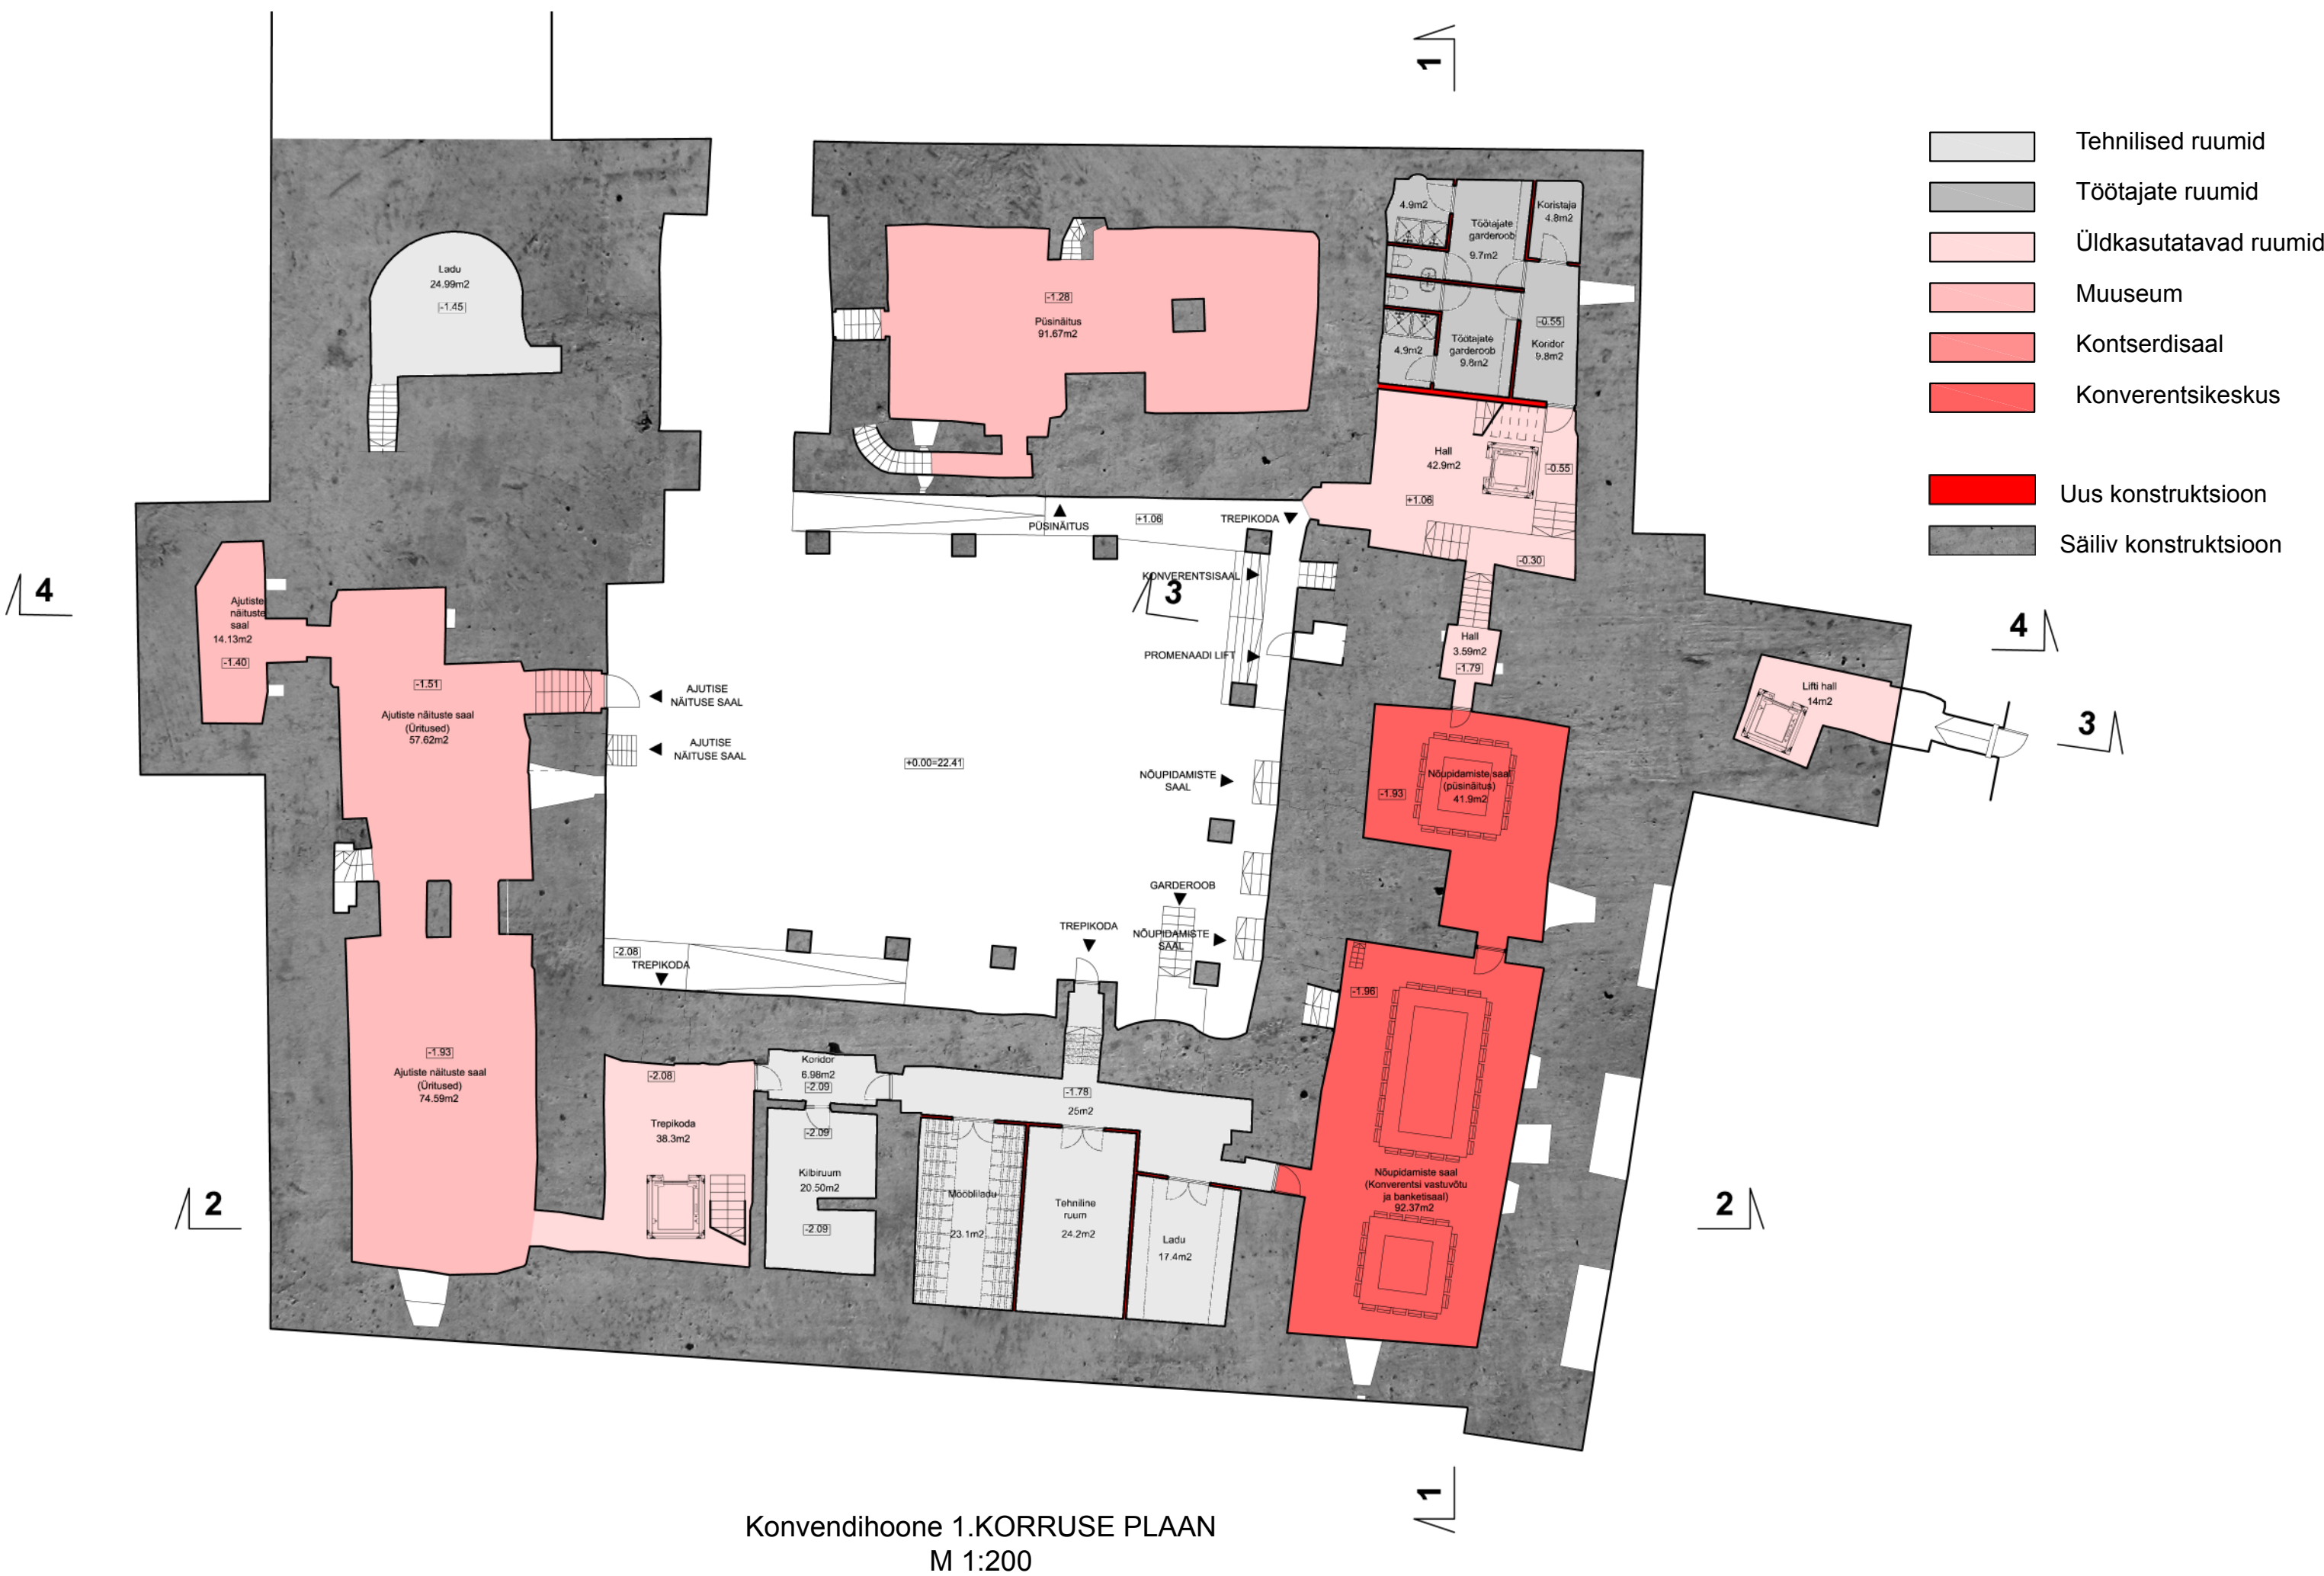 1
Tehnilised ruumid
Töötajate ruumid
Üldkasutatavad ruumid
Muuseum
Kontserdisaal
Konverentsikeskus
Uus konstruktsioon
Säiliv konstruktsioon
Ladu
24.99m2
-1.45
-1.28
Püsinäitus
91.67m2
4.9m2
Töötajate
garderoob
9.7m2
Koristaja
4.8m2
4.9m2
Töötajate
garderoob
9.8m2
-0.55
Koridor
9.8m2
Hall
42.9m2
+1.06
-0.55
-0.30
PÜSINÄITUS
+1.06
TREPIKODA
KONVERENTSISAAL
3
PROMENAADI LIFT
4
Ajutiste
näituste
saal
14.13m2
-1.40
-1.51
Ajutiste näituste saal
(Üritused)
57.62m2
AJUTISE
NÄITUSE SAAL
AJUTISE
NÄITUSE SAAL
+0.00=22.41
Hall
3.59m2
-1.79
4
Lifti hall
14m2
3
NÕUPIDAMISTE
SAAL
Nõupidamiste saal
(püsinäitus)
41.9m2
-1.93
GARDEROOB
TREPIKODA
NÕUPIDAMISTE
SAAL
-2.08
TREPIKODA
-1.96
-1.93
Ajutiste näituste saal
(Üritused)
74.59m2
-2.08
Trepikoda
38.3m2
Koridor
6.98m2
-2.09
-2.09
Kilbiruum
20.50m2
-2.09
-1.78
25m2
Mööbliladu
23.1m2
Tehniline
ruum
24.2m2
Ladu
17.4m2
Nõupidamiste saal
(Konverentsi vastuvõtu
ja banketisaal)
92.37m2
2
2
1
Konvendihoone 1.KORRUSE PLAAN
M 1:200